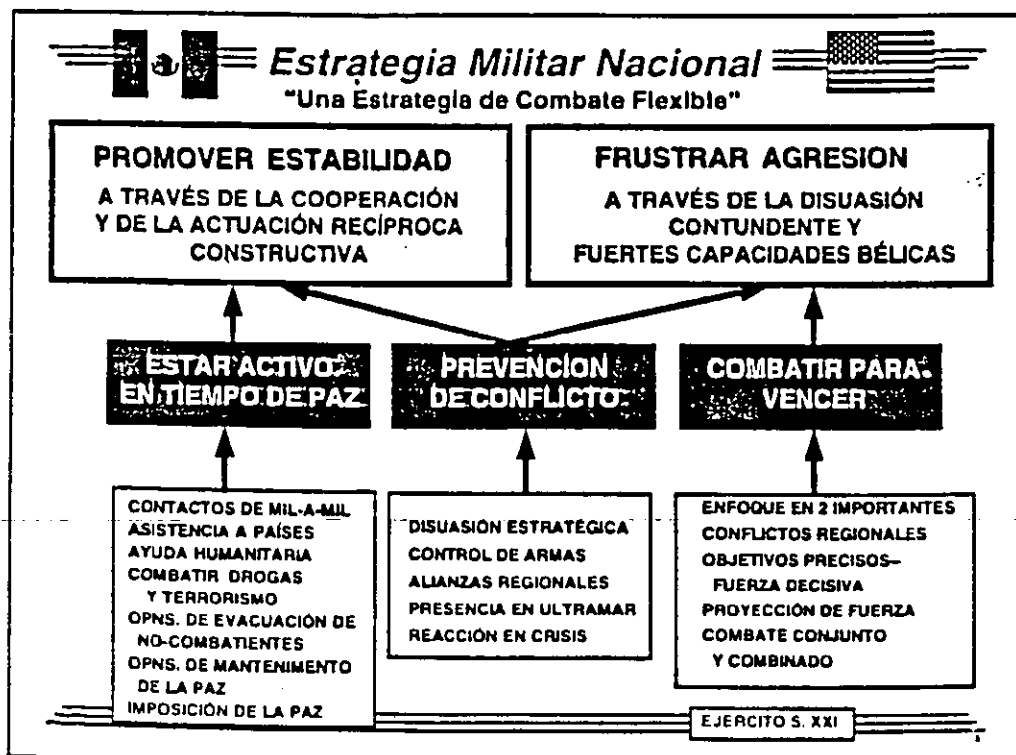 Estrategia Militar Nacional
"Una Estrategia de Combate Flexible"
PROMOVER ESTABILIDAD
A TRAVÉS DE LA COOPERACIÓN
Y DE LA ACTUACIÓN RECÍPROCA
CONSTRUCTIVA
FRUSTRAR AGRESION
A TRAVÉS DE LA DISUASIÓN
CONTUNDENTE Y
FUERTES CAPACIDADES BÉLICAS
ESTAR ACTIVO
EN TIEMPO DE PAZ
PREVENCION
DE CONFLICTO
COMBATIR PARA
VENCER
CONTACTOS DE MIL-A-MIL
ASISTENCIA A PAÍSES
AYUDA HUMANITARIA
COMBATIR DROGAS
Y TERRORISMO
OPNS. DE EVACUACIÓN DE
NO-COMBATIENTES
OPNS. DE MANTENIMENTO
DE LA PAZ
IMPOSICIÓN DE LA PAZ
DISUASIÓN ESTRATÉGICA
CONTROL DE ARMAS
ALIANZAS REGIONALES
PRESENCIA EN ULTRAMAR
REACCIÓN EN CRISIS
ENFOQUE EN 2 IMPORTANTES
CONFLICTOS REGIONALES
OBJETIVOS PRECISOS–
FUERZA DECISIVA
PROYECCIÓN DE FUERZA
COMBATE CONJUNTO
Y COMBINADO
EJERCITO S. XXI